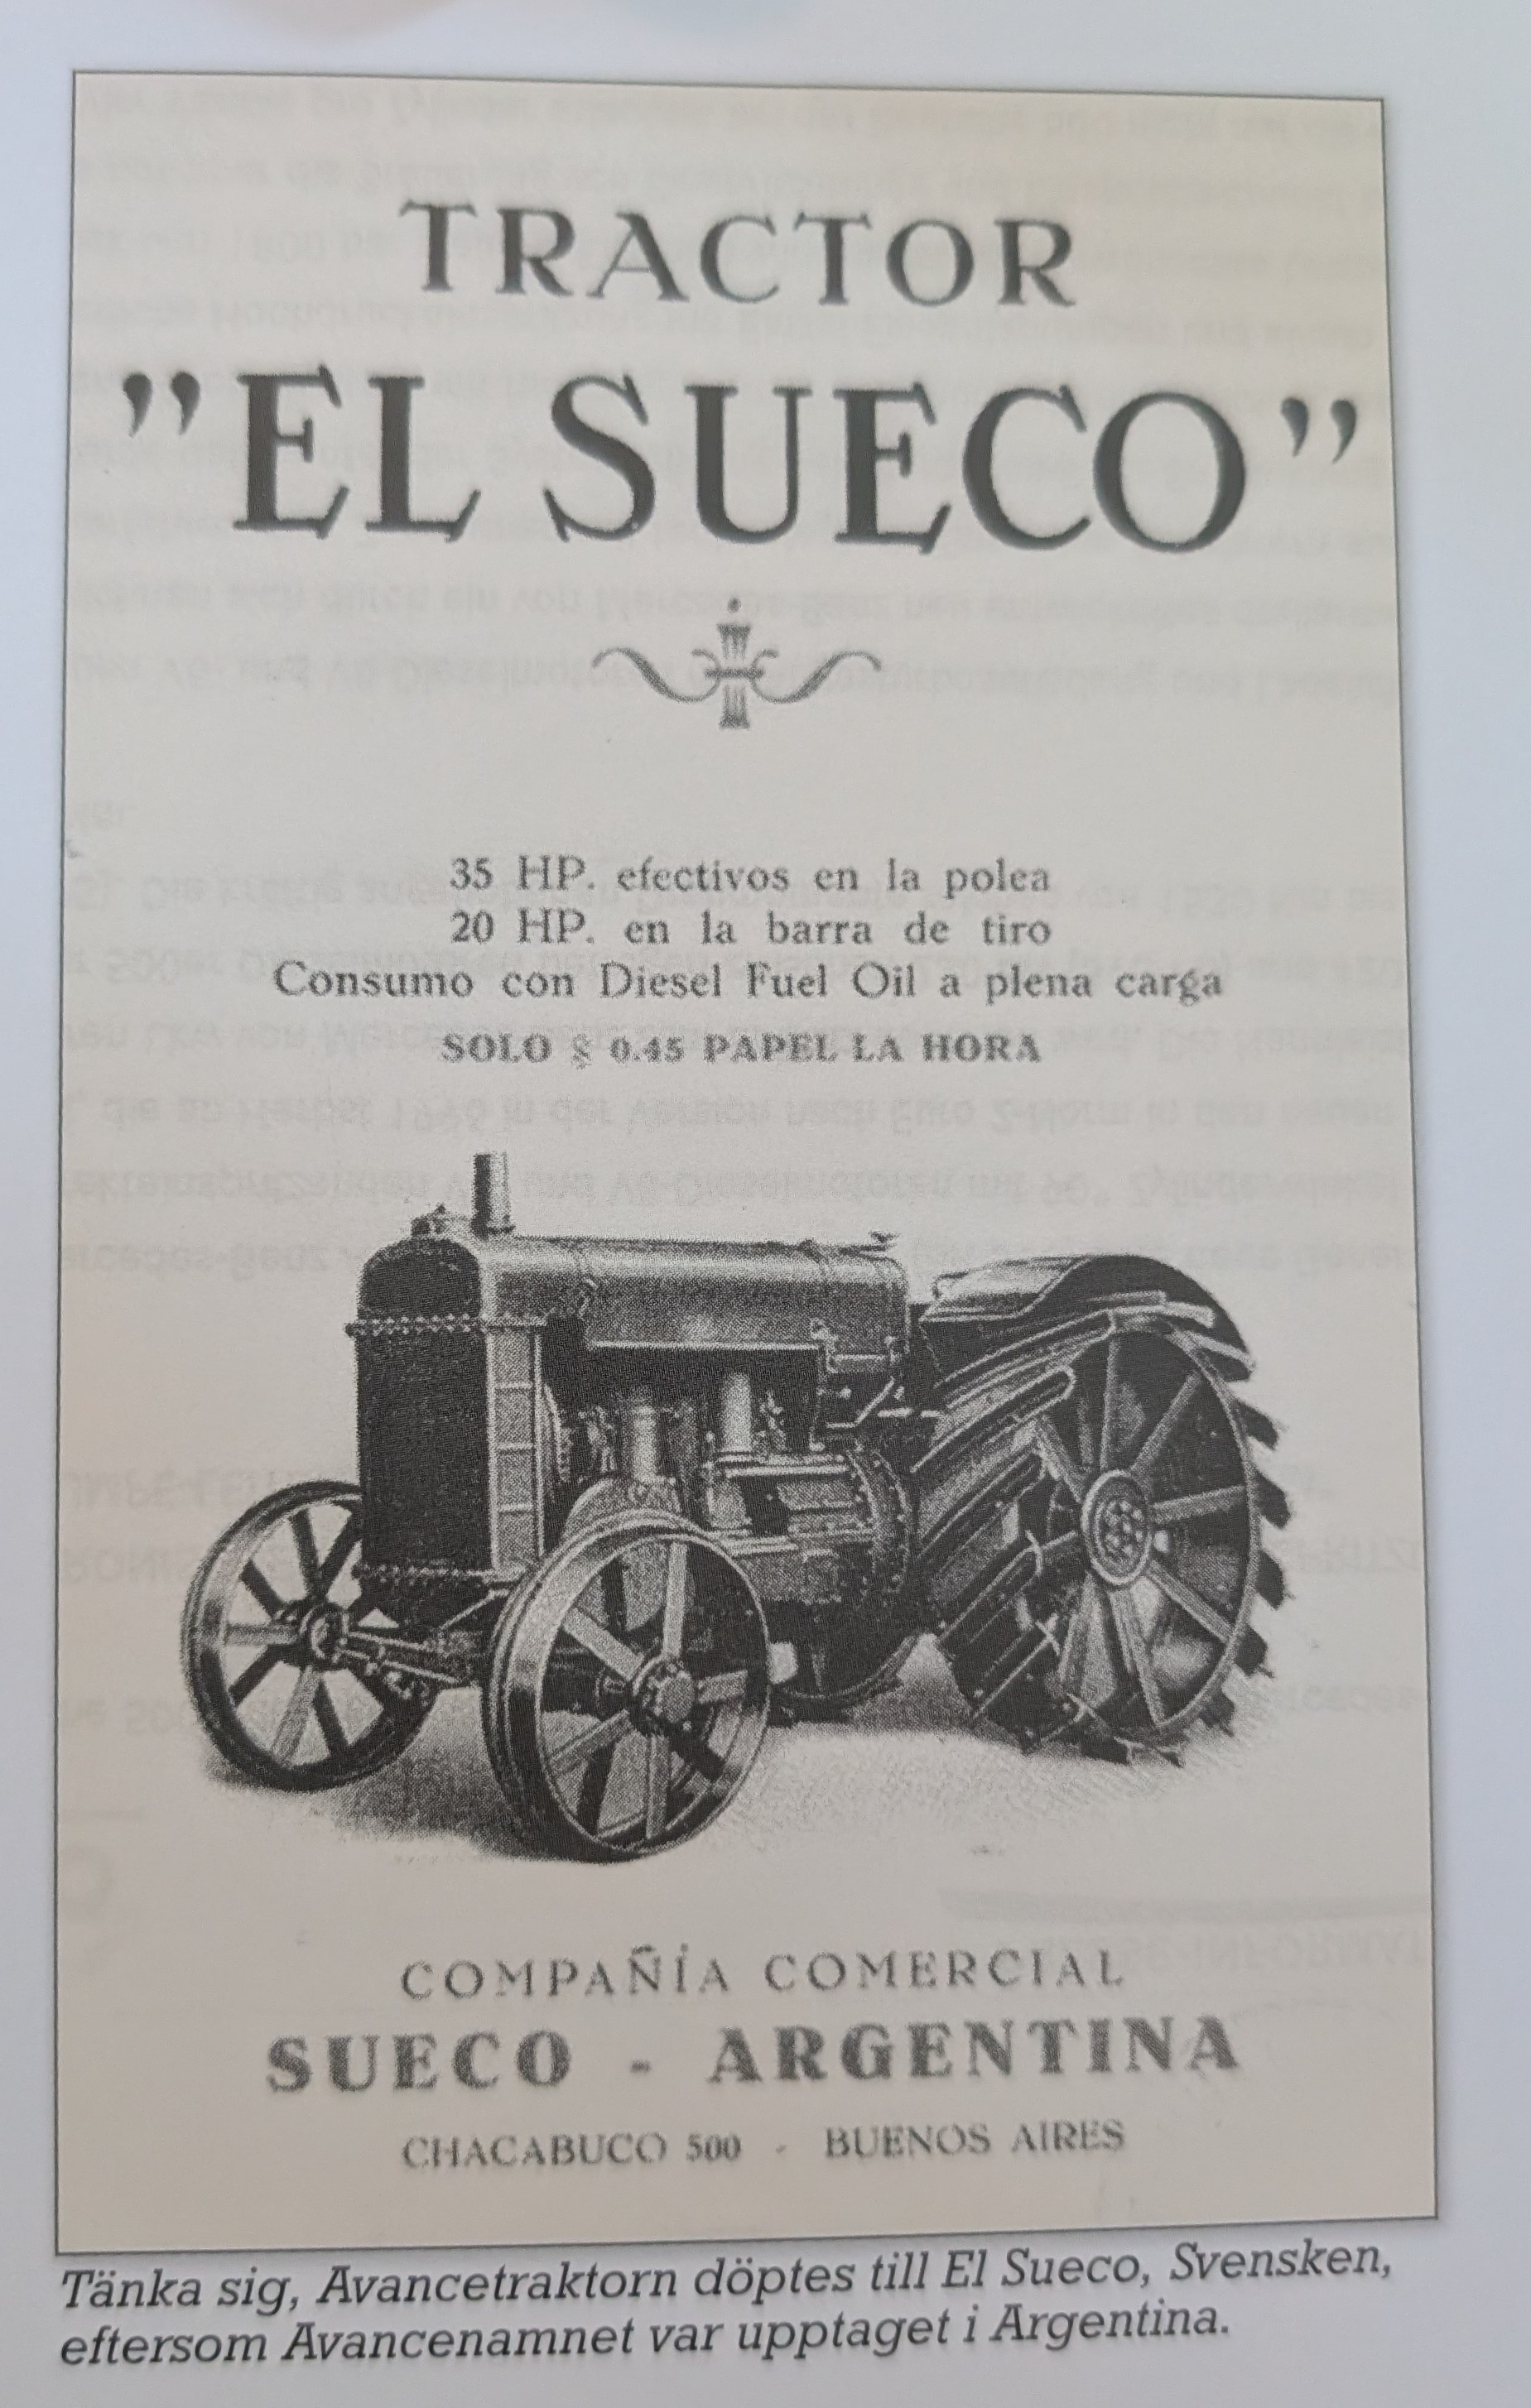 TRACTOR
"EL SUECO"
35 HP. efectivos en la polea
20 HP. en la barra de tiro
Consumo con Diesel Fuel Oil a plena carga
SOLO $ 0.45 PAPEL LA HORA
COMPAÑÍA COMERCIAL
SUECO - ARGENTINA
CHACABUCO 500 - BUENOS AIRES
Tänka sig, Avancetraktorn döptes till El Sueco, Svensken,
eftersom Avancenamnet var upptaget i Argentina.